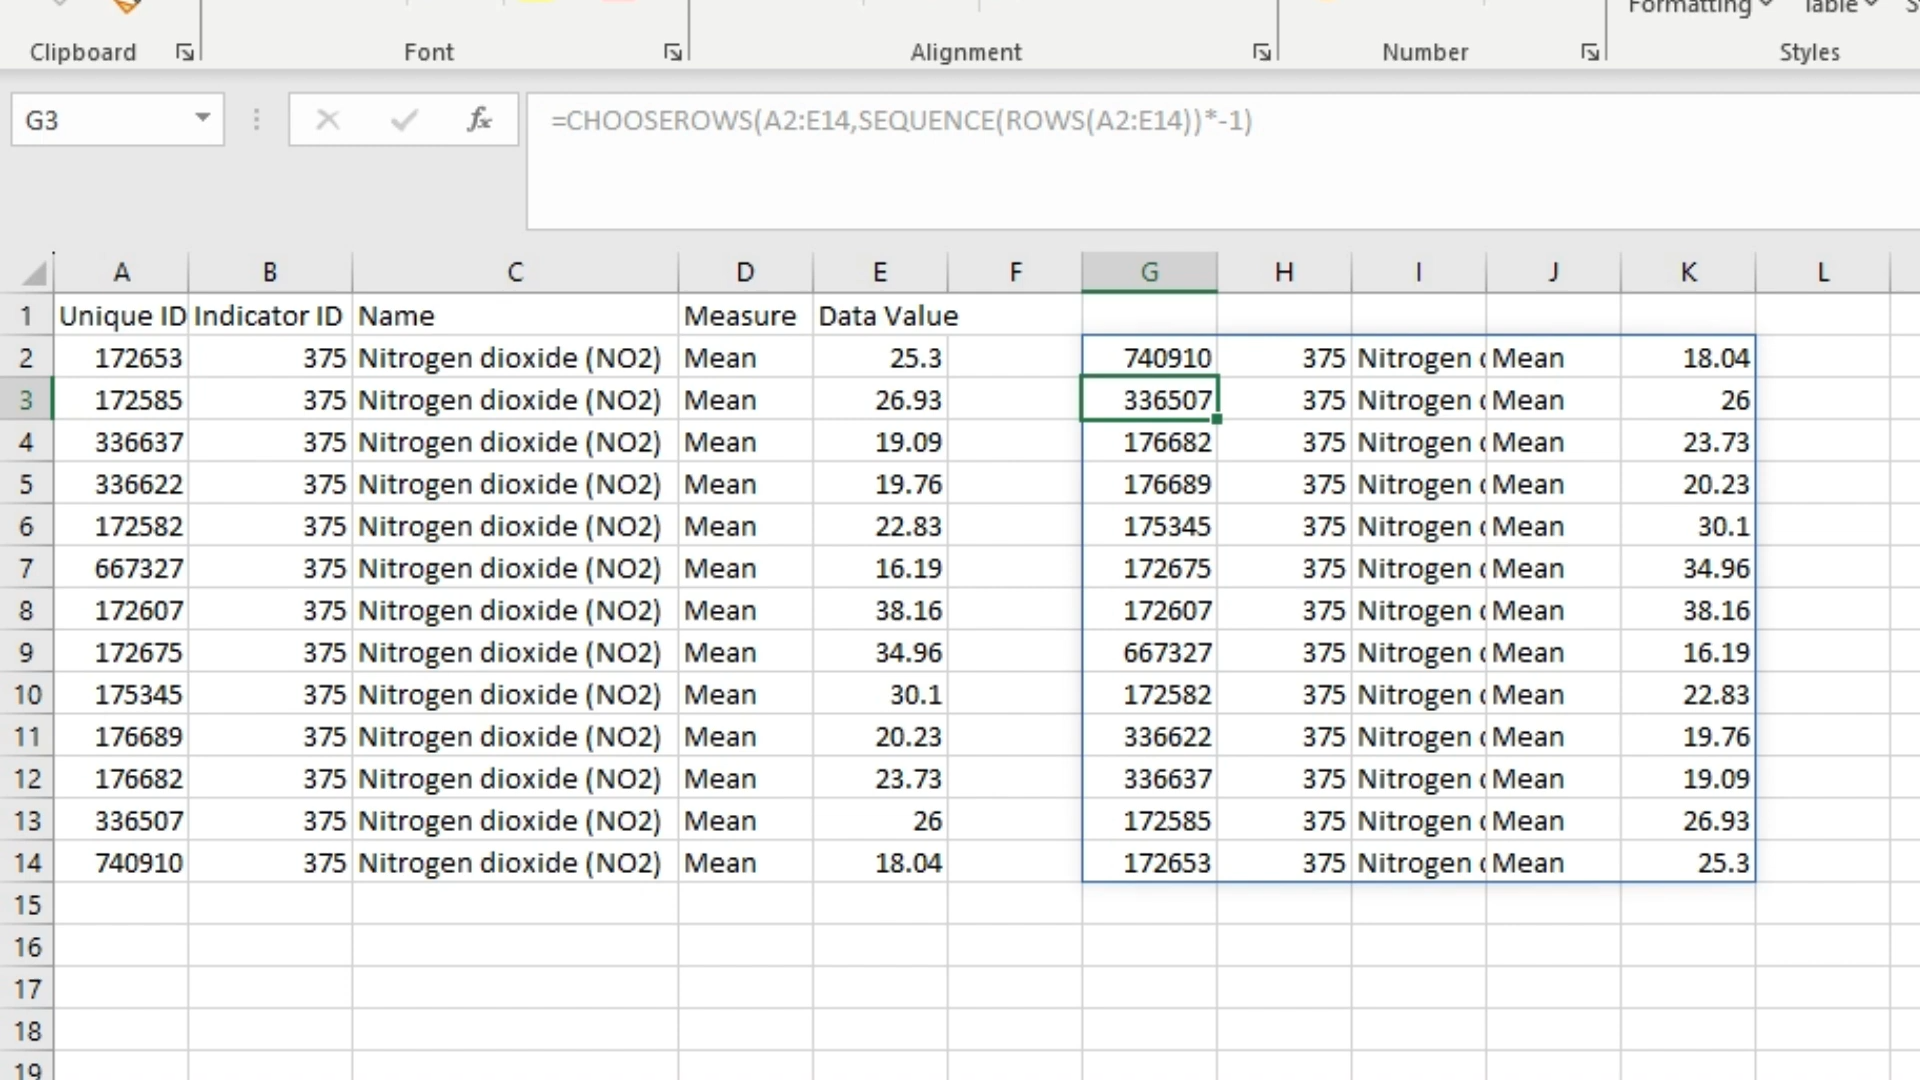 Formatting Table
Clipboard Font Alignment Number Styles
G3 fx =CHOOSEROWS(A2:E14,SEQUENCE(ROWS(A2:E14))*-1)
A B C D E F G H I J K L
1 Unique ID Indicator ID Name Measure Data Value
2 172653 375 Nitrogen dioxide (NO2) Mean 25.3 740910 375 Nitrogen Mean 18.04
3 172585 375 Nitrogen dioxide (NO2) Mean 26.93 336507 375 Nitrogen Mean 26
4 336637 375 Nitrogen dioxide (NO2) Mean 19.09 176682 375 Nitrogen Mean 23.73
5 336622 375 Nitrogen dioxide (NO2) Mean 19.76 176689 375 Nitrogen Mean 20.23
6 172582 375 Nitrogen dioxide (NO2) Mean 22.83 175345 375 Nitrogen Mean 30.1
7 667327 375 Nitrogen dioxide (NO2) Mean 16.19 172675 375 Nitrogen Mean 34.96
8 172607 375 Nitrogen dioxide (NO2) Mean 38.16 172607 375 Nitrogen Mean 38.16
9 172675 375 Nitrogen dioxide (NO2) Mean 34.96 667327 375 Nitrogen Mean 16.19
10 175345 375 Nitrogen dioxide (NO2) Mean 30.1 172582 375 Nitrogen Mean 22.83
11 176689 375 Nitrogen dioxide (NO2) Mean 20.23 336622 375 Nitrogen Mean 19.76
12 176682 375 Nitrogen dioxide (NO2) Mean 23.73 336637 375 Nitrogen Mean 19.09
13 336507 375 Nitrogen dioxide (NO2) Mean 26 172585 375 Nitrogen Mean 26.93
14 740910 375 Nitrogen dioxide (NO2) Mean 18.04 172653 375 Nitrogen Mean 25.3
15
16
17
18
19